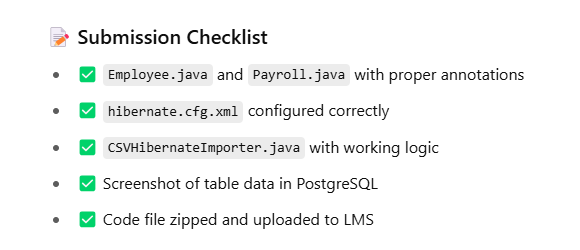 📝 Submission Checklist
• ✅ Employee.java and Payroll.java with proper annotations
• ✅ hibernate.cfg.xml configured correctly
• ✅ CSVHibernateImporter.java with working logic
• ✅ Screenshot of table data in PostgreSQL
• ✅ Code file zipped and uploaded to LMS